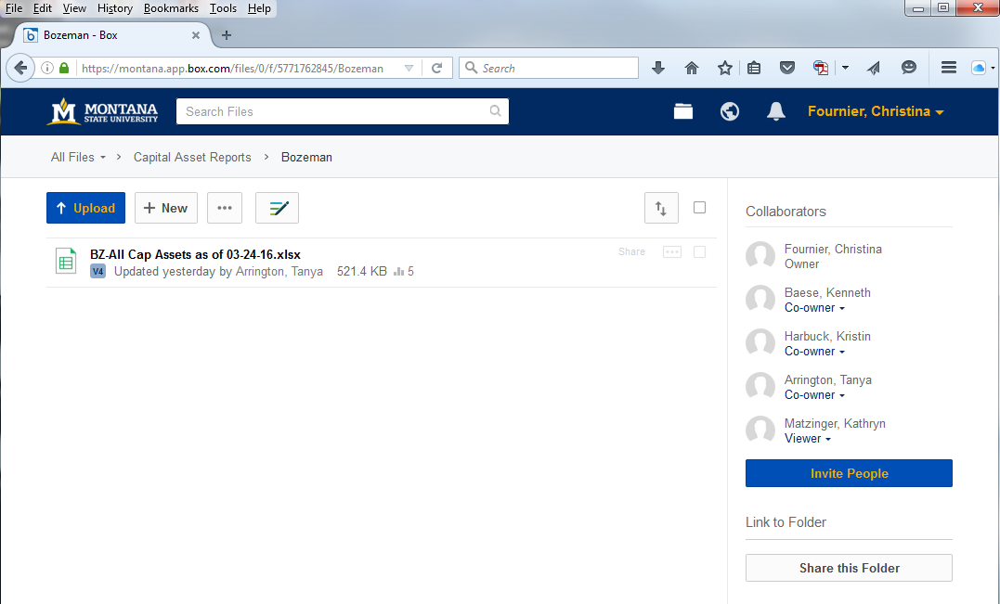 File Edit View History Bookmarks Tools Help
Bozeman - Box
https://montana.app.box.com/files/0/f/5771762845/Bozeman
Search
MONTANA
STATE UNIVERSITY
Search Files
Fournier, Christina
All Files > Capital Asset Reports > Bozeman
Upload
+ New
Collaborators
BZ-All Cap Assets as of 03-24-16.xlsx
Share
V4 Updated yesterday by Arrington, Tanya 521.4 KB 5
Fournier, Christina
Owner
Baese, Kenneth
Co-owner
Harbuck, Kristin
Co-owner
Arrington, Tanya
Co-owner
Matzinger, Kathryn
Viewer
Invite People
Link to Folder
Share this Folder